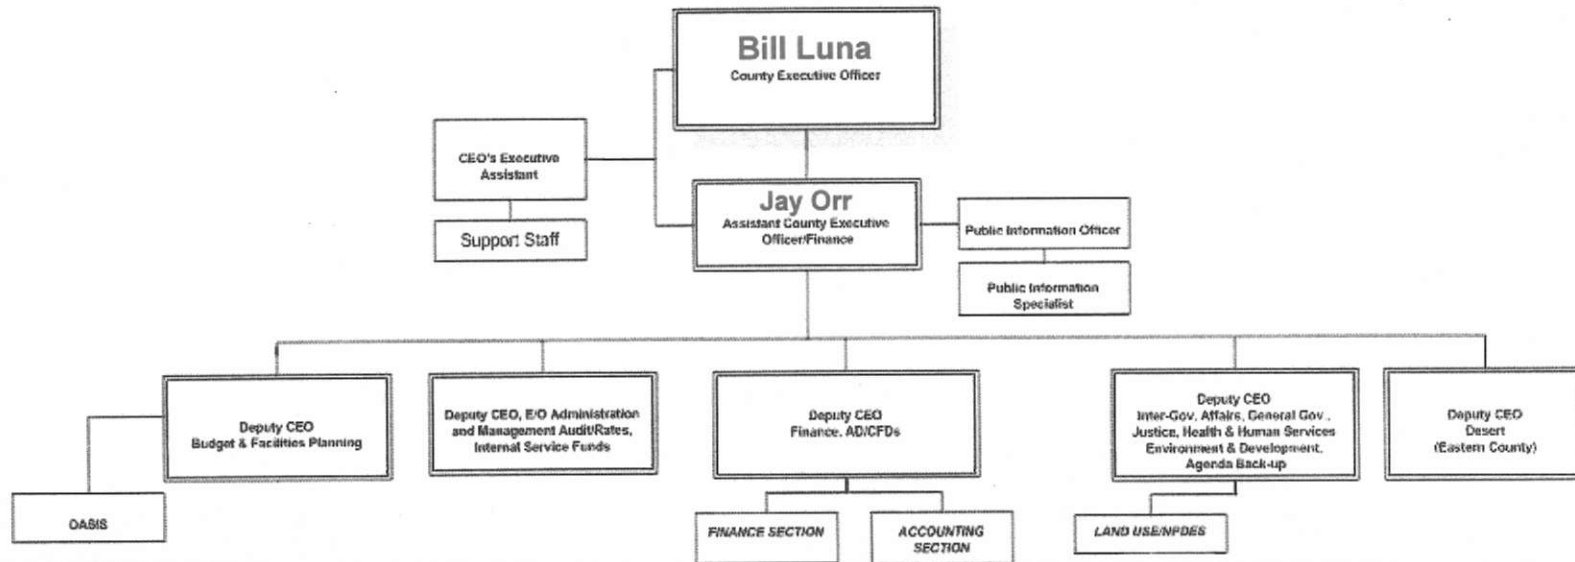 Bill Luna
County Executive Officer
CEO's Executive
Assistant
Support Staff
Jay Orr
Assistant County Executive
Officer/Finance
Public Information Officer
Public Information
Specialist
Deputy CEO
Budget & Facilities Planning
Deputy CEO, E/O Administration
and Management Audit/Rates,
Internal Service Funds
Deputy CEO
Finance, AD/CFDs
Deputy CEO
Inter-Gov. Affairs, General Gov.,
Justice, Health & Human Services
Environment & Development,
Agenda Back-up
Deputy CEO
Desert
(Eastern County)
OASIS
FINANCE SECTION
ACCOUNTING
SECTION
LAND USE/NPDES